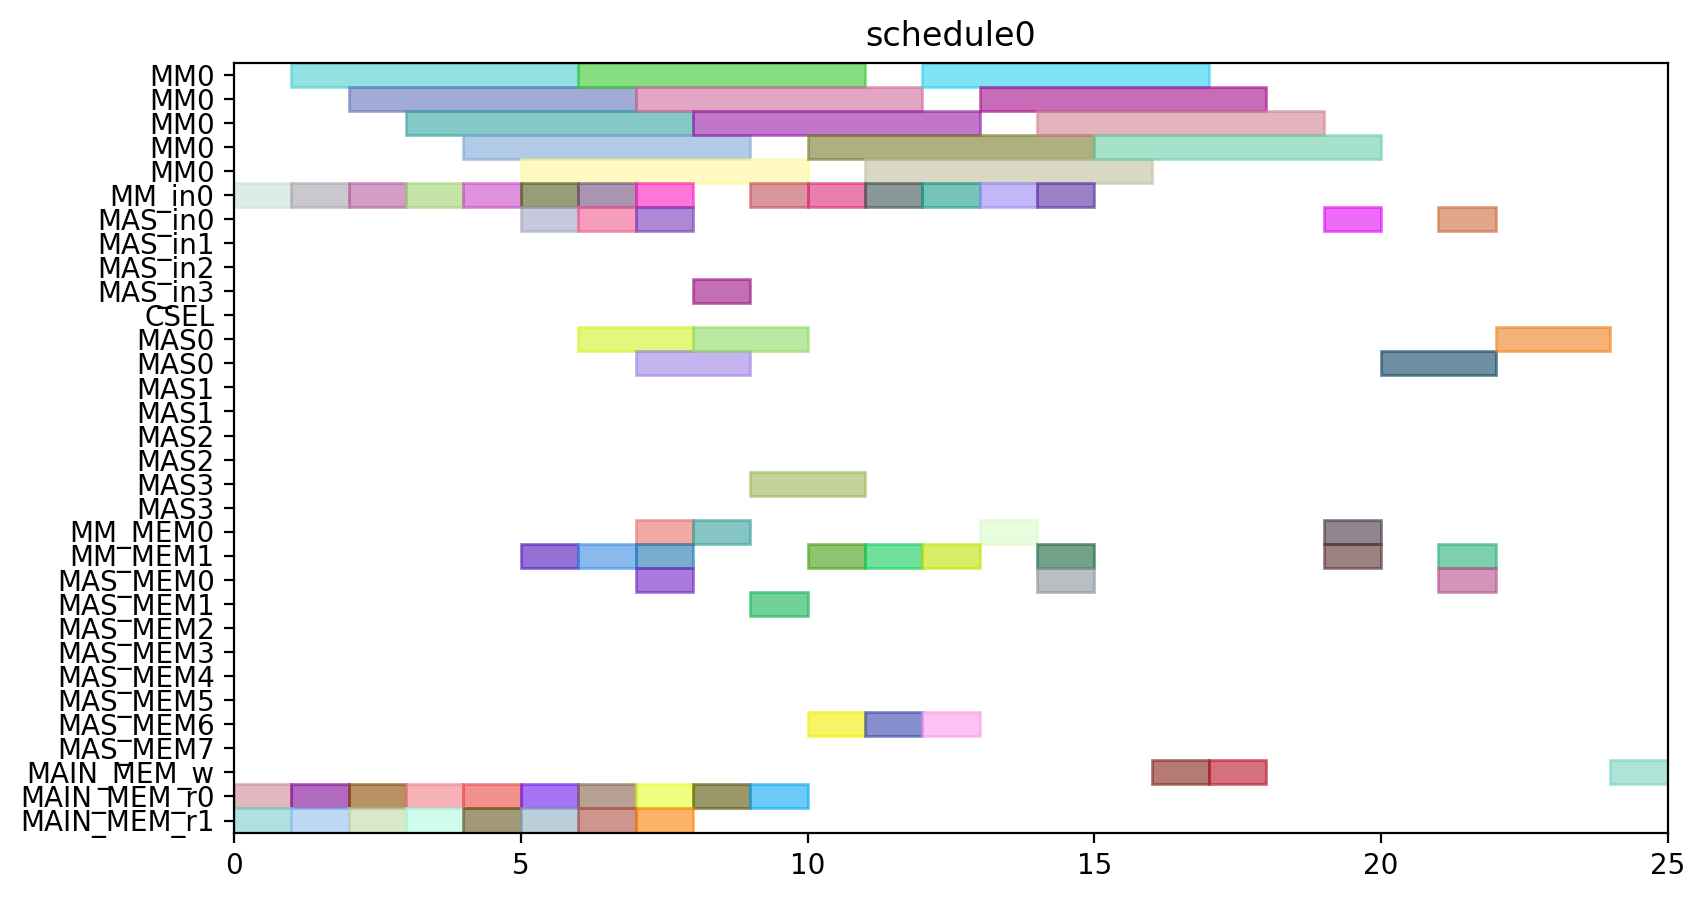 schedule0
MM0
MM0
MM0
MM0
MM0
MM_in0
MAS_in0
MAS_in1
MAS_in2
MAS_in3
CSEL
MAS0
MAS0
MAS1
MAS1
MAS2
MAS2
MAS3
MAS3
MM_MEM0
MM_MEM1
MAS_MEM0
MAS_MEM1
MAS_MEM2
MAS_MEM3
MAS_MEM4
MAS_MEM5
MAS_MEM6
MAS_MEM7
MAIN_MEM_w
MAIN_MEM_r0
MAIN_MEM_r1
0 5 10 15 20 25